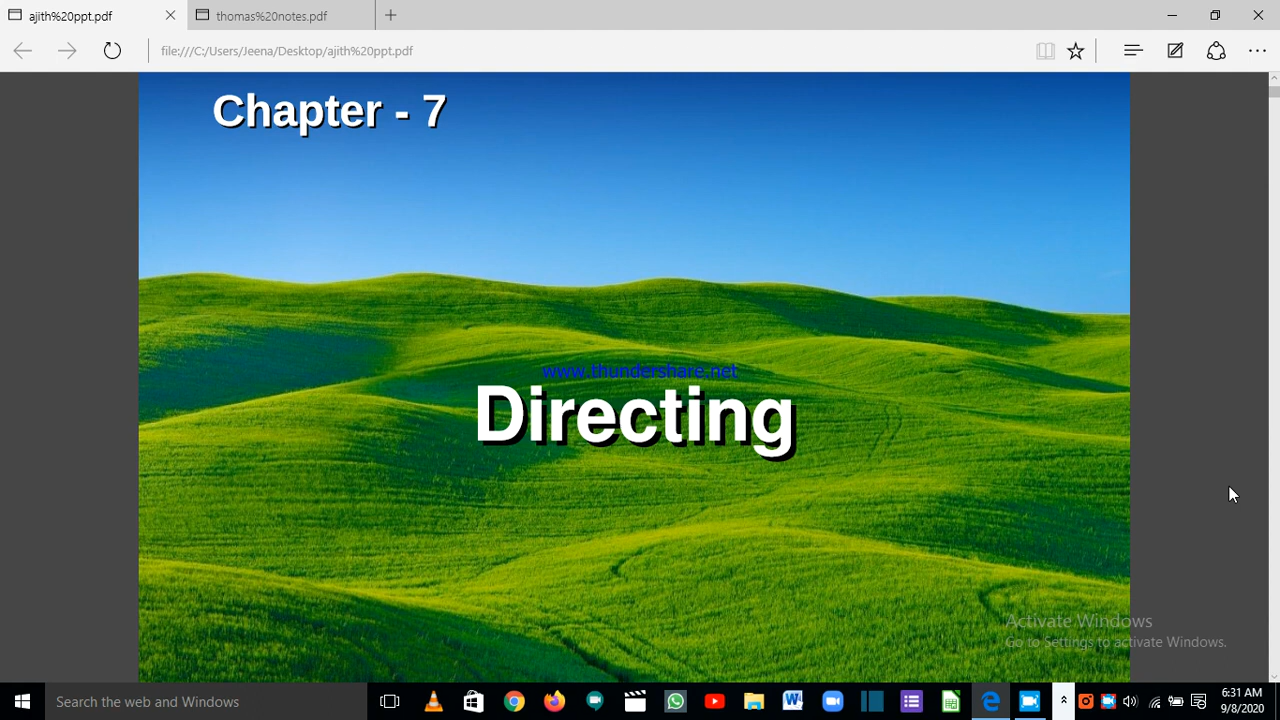 ajith%20ppt.pdf
thomas%20notes.pdf
file:///C:/Users/Jeena/Desktop/ajith%20ppt.pdf
Chapter - 7
www.thundershare.net
Directing
Activate Windows
Go to Settings to activate Windows.
Search the web and Windows
6:31 AM
9/8/2020